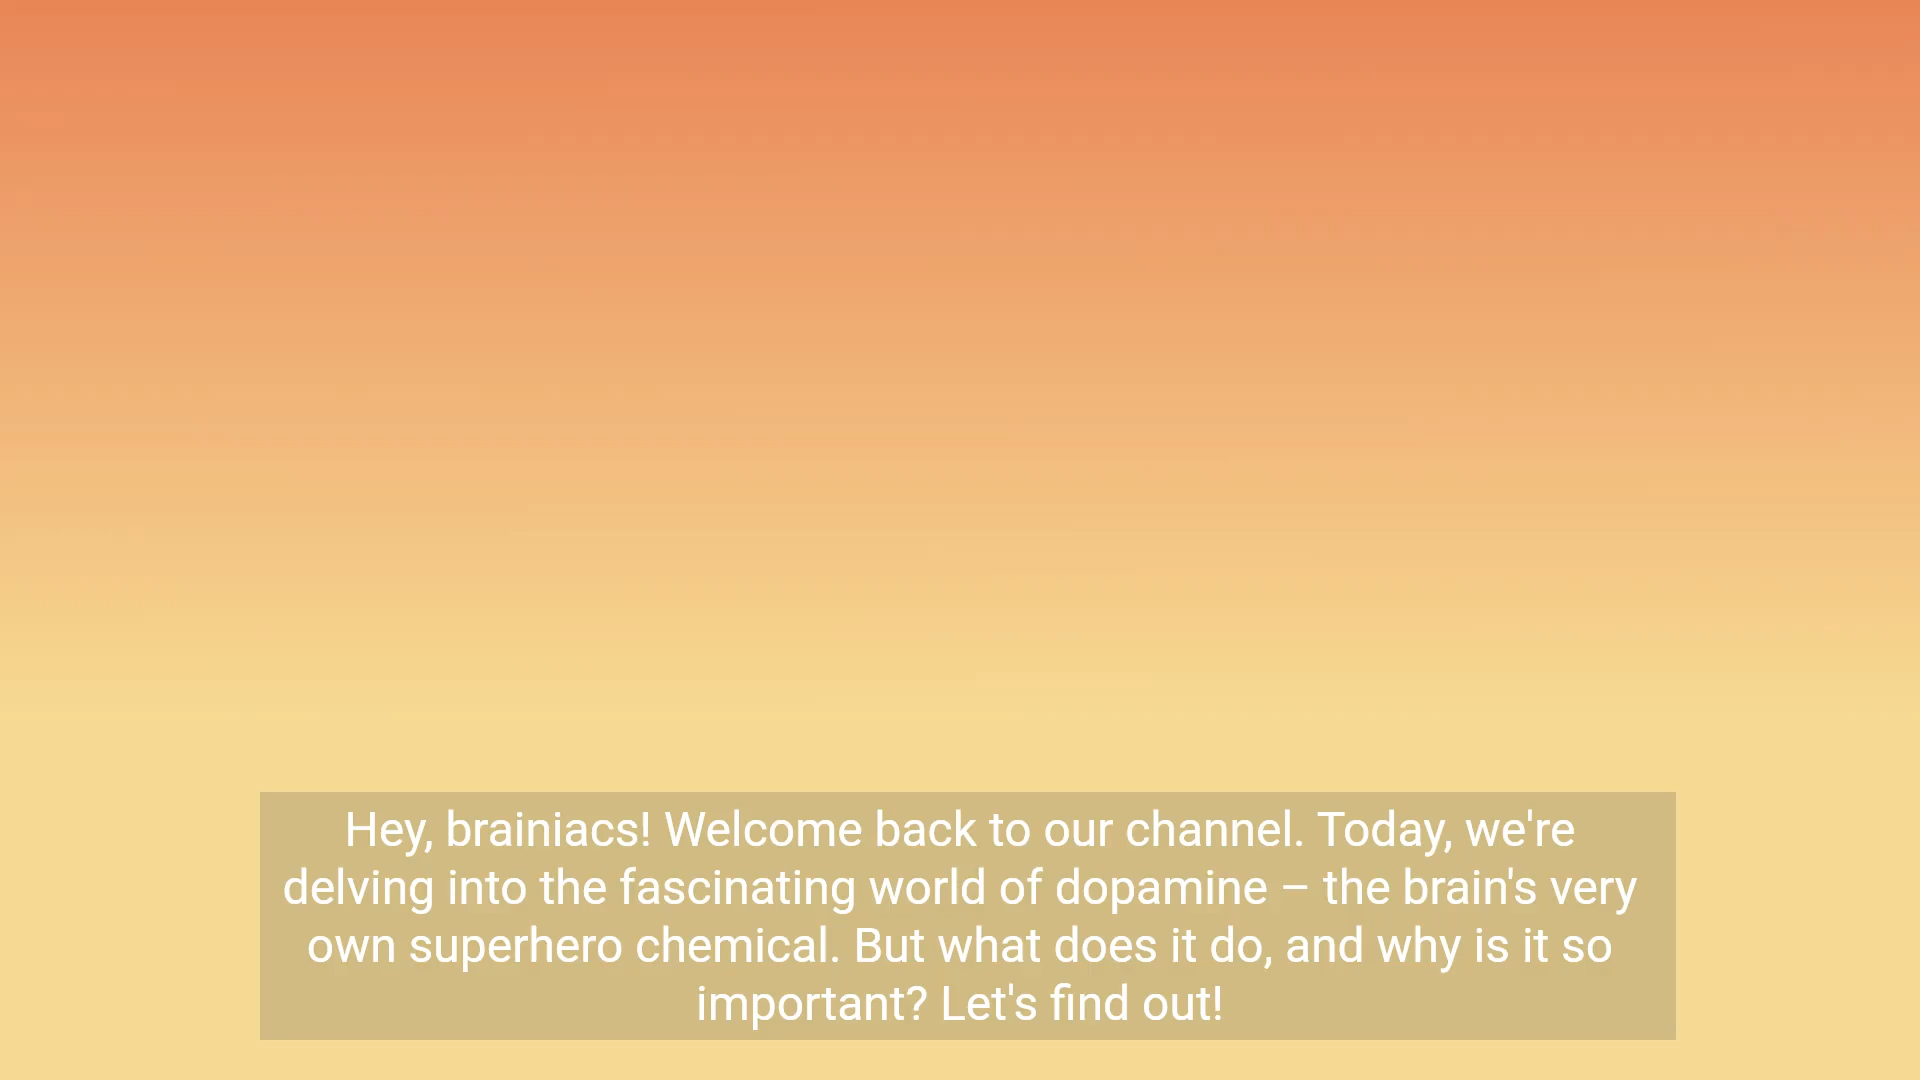 Hey, brainiacs! Welcome back to our channel. Today, we're
delving into the fascinating world of dopamine – the brain's very
own superhero chemical. But what does it do, and why is it so
important? Let's find out!